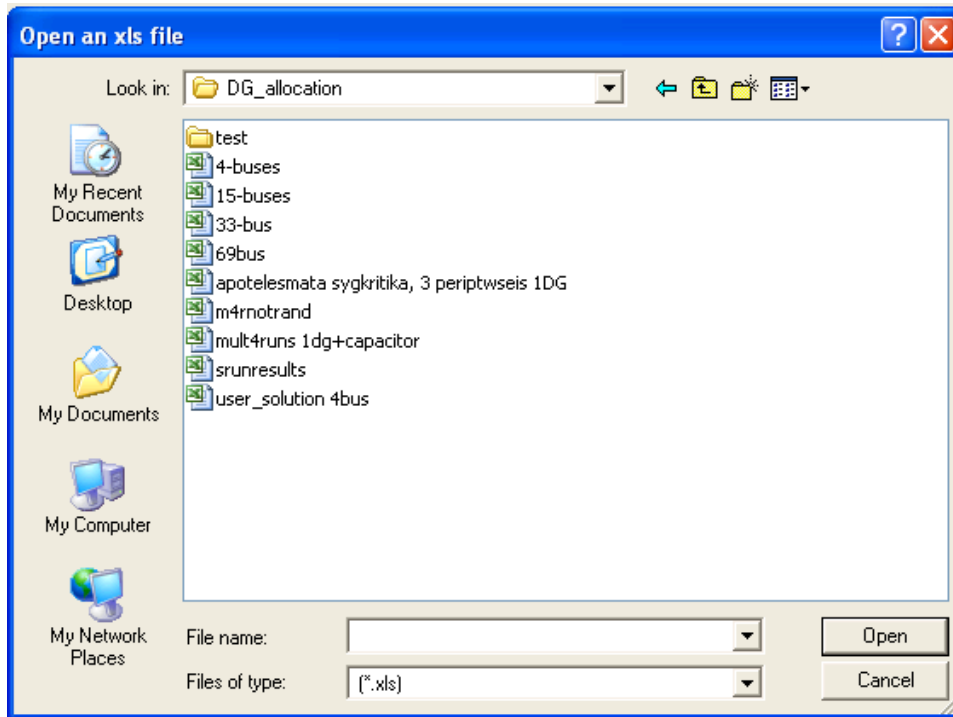 Open an xls file
Look in: DG_allocation
My Recent
Documents
Desktop
My Documents
My Computer
My Network
Places
test
4-buses
15-buses
33-bus
69bus
apotelesmata sygkritika, 3 periptwseis 1DG
m4rnotrand
mult4runs 1dg+capacitor
srunresults
user_solution 4bus
File name:
Open
Files of type: (*.xls)
Cancel